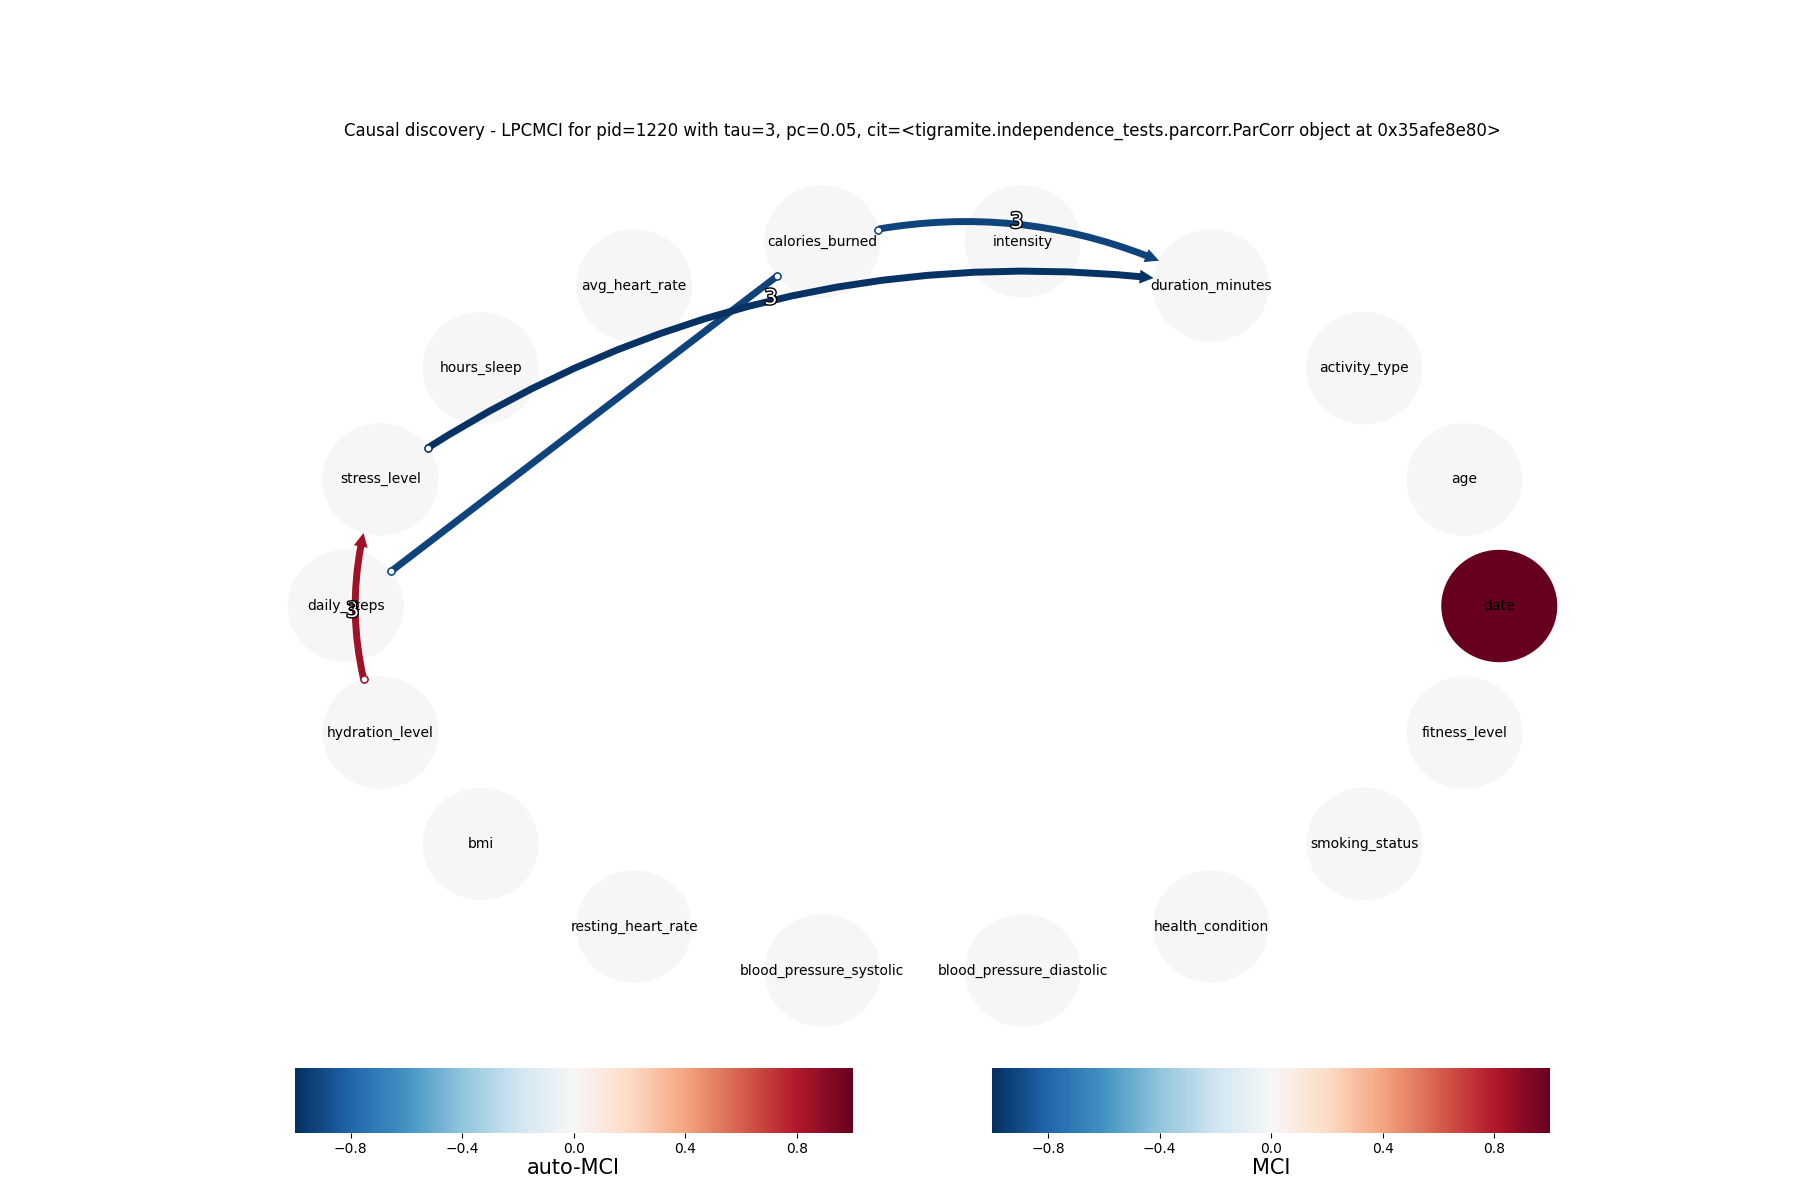 Causal discovery - LPCMCI for pid=1220 with tau=3, pc=0.05, cit=<tigramite.independence_tests.parcorr.ParCorr object at 0x35afe8e80>
3
calories_burned
intensity
avg_heart_rate
duration_minutes
3
hours_sleep
activity_type
stress_level
age
daily_steps
3
date
hydration_level
fitness_level
bmi
smoking_status
resting_heart_rate
health_condition
blood_pressure_systolic
blood_pressure_diastolic
−0.8 −0.4 0.0 0.4 0.8
auto-MCI
−0.8 −0.4 0.0 0.4 0.8
MCI